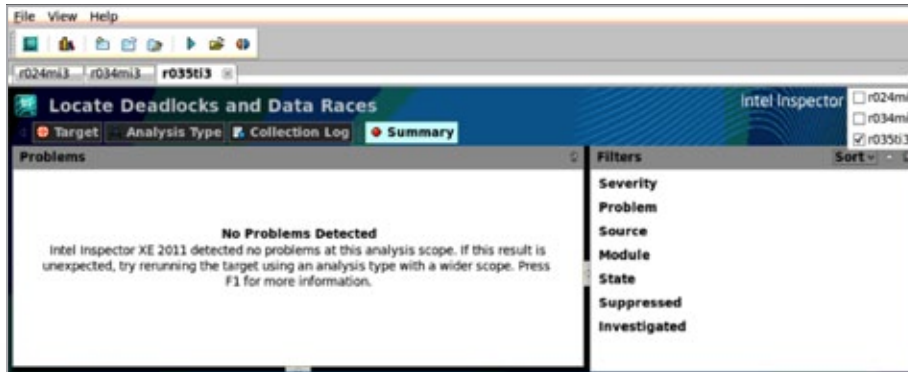 File View Help
r024mi3 r034mi3 r035ti3
Locate Deadlocks and Data Races
Intel Inspector
r024mi
r034mi
r035ti3
Target Analysis Type Collection Log Summary
Problems
Filters Sort
No Problems Detected
Intel Inspector XE 2011 detected no problems at this analysis scope. If this result is
unexpected, try rerunning the target using an analysis type with a wider scope. Press
F1 for more information.
Severity
Problem
Source
Module
State
Suppressed
Investigated